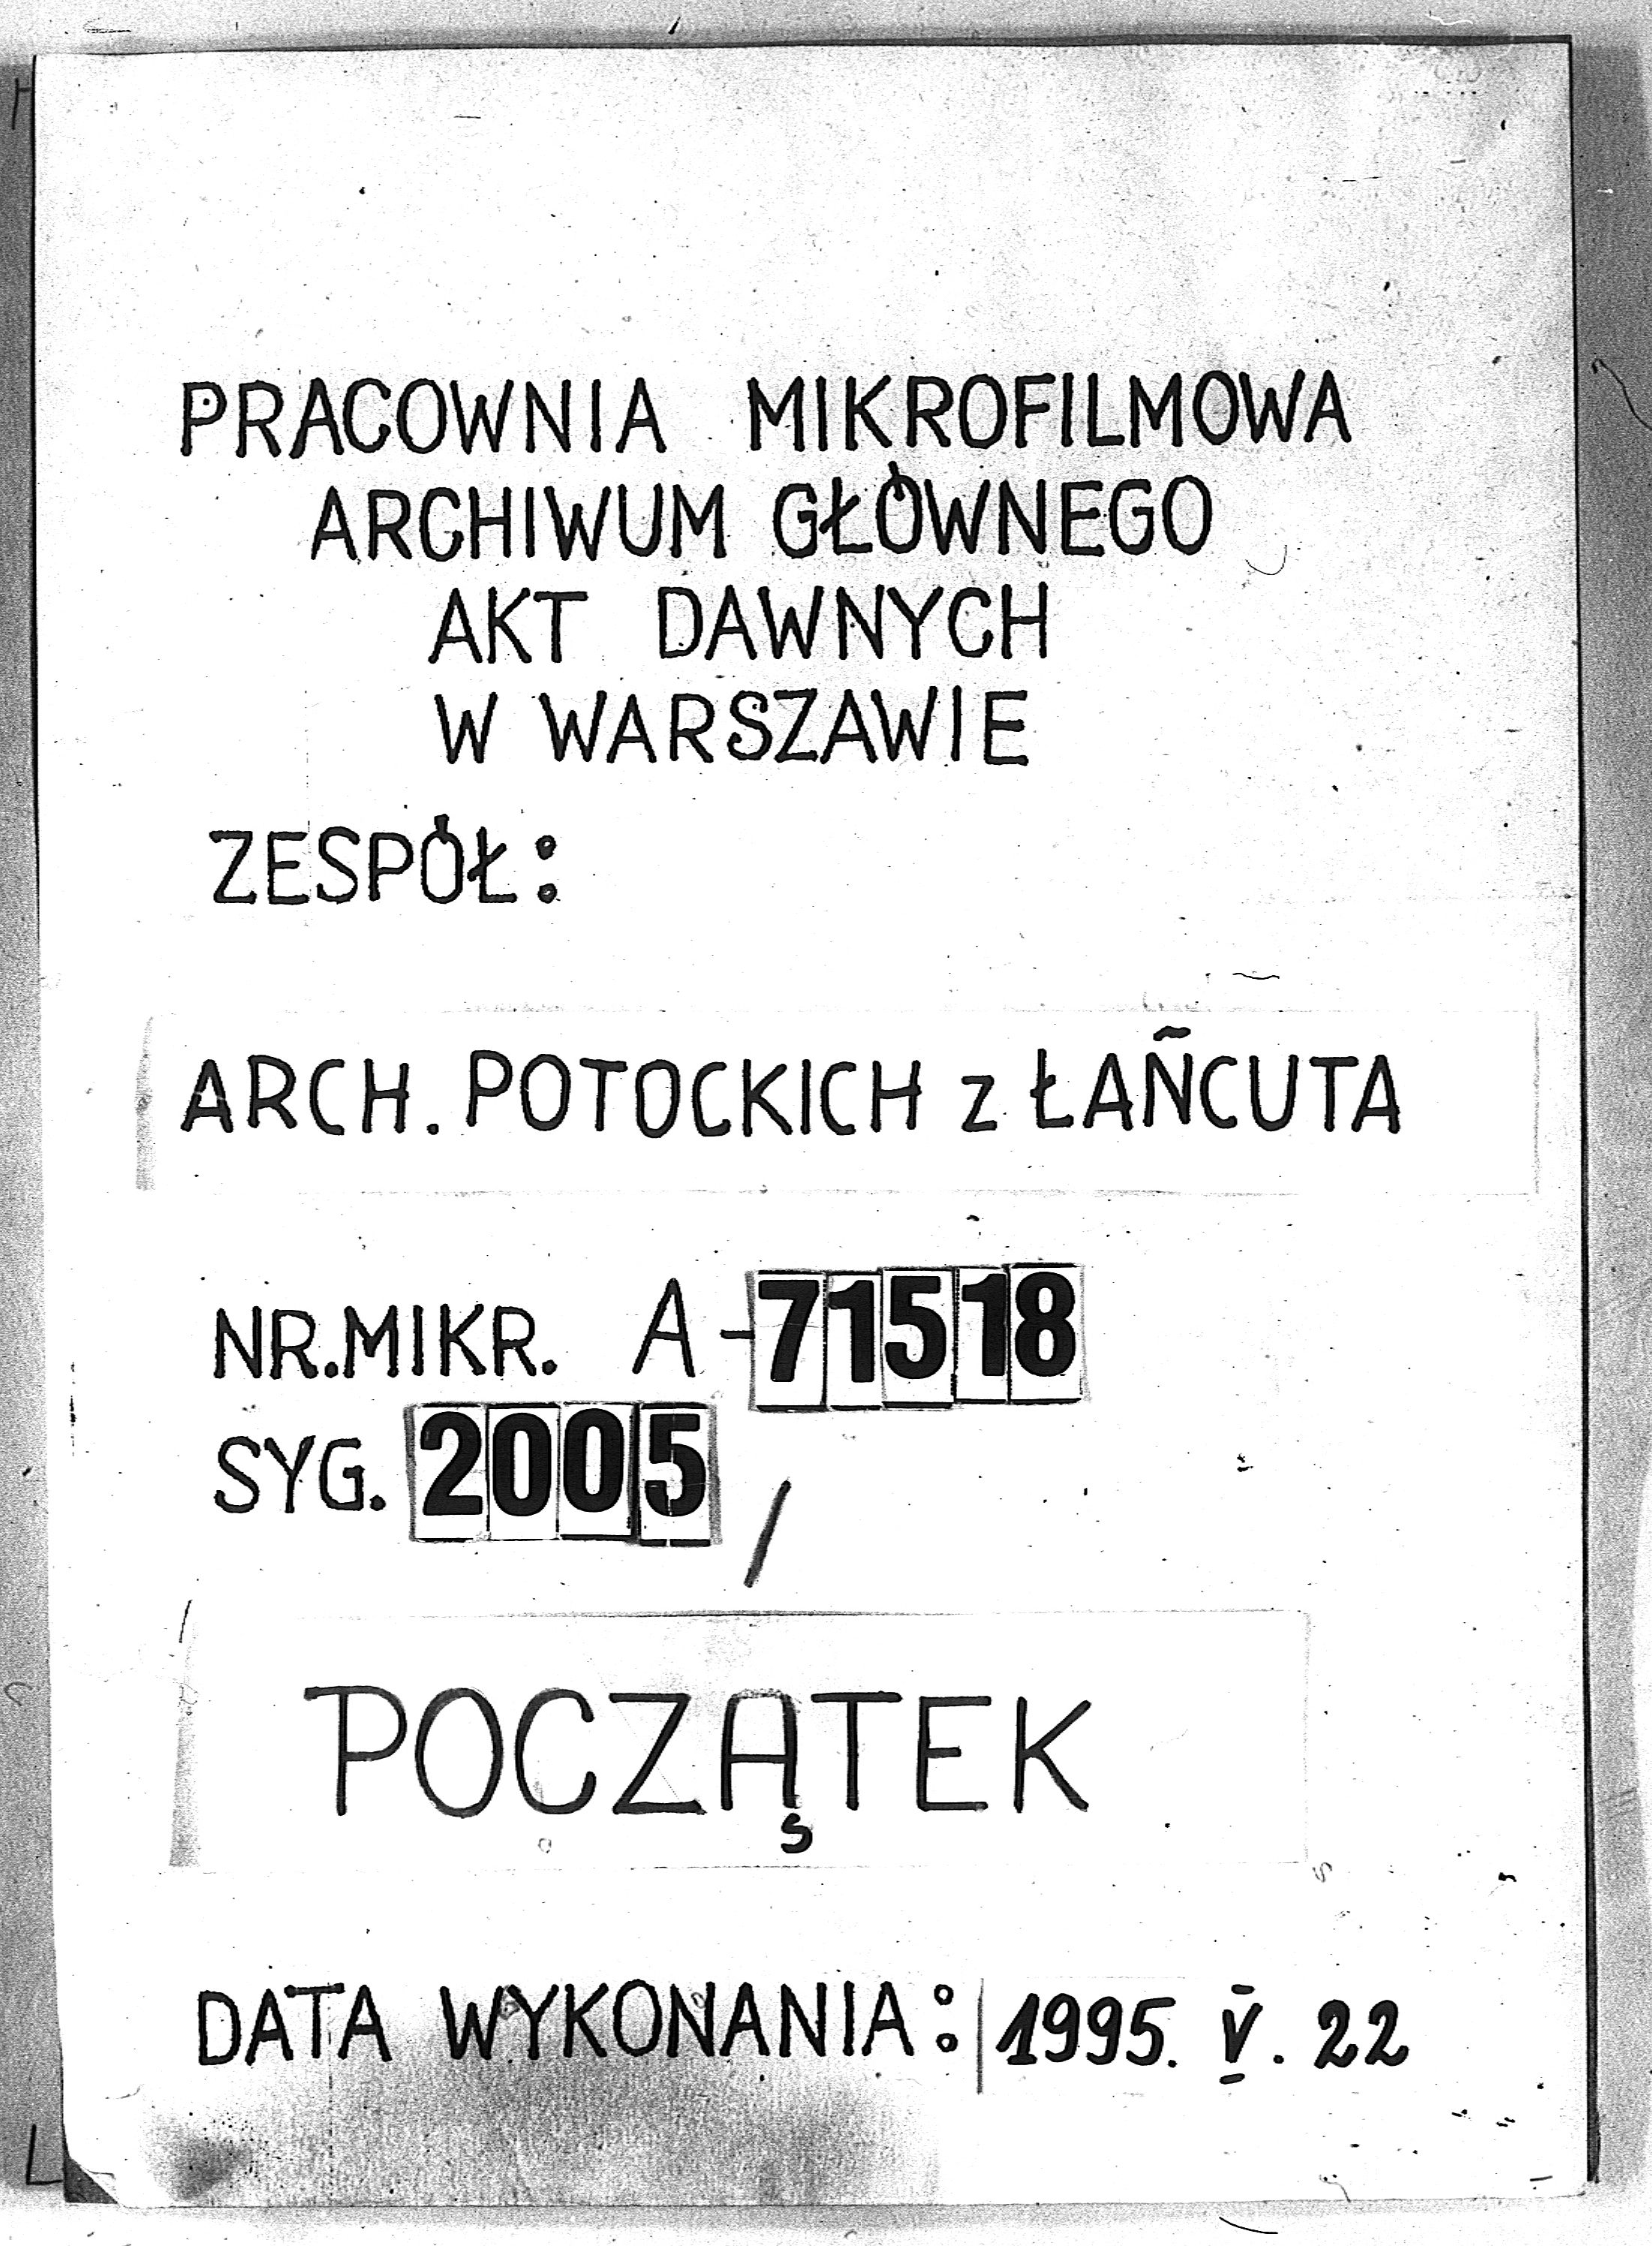 PRACOWNIA MIKROFILMOWA
ARCHIWUM GŁÓWNEGO
AKT DAWNYCH
W WARSZAWIE
ZESPÓŁ:
ARCH. POTOCKICH z ŁAŃCUTA
NR.MIKR. A-71518
SYG. 2005/
POCZĄTEK
DATA WYKONANIA: 1995. V. 22